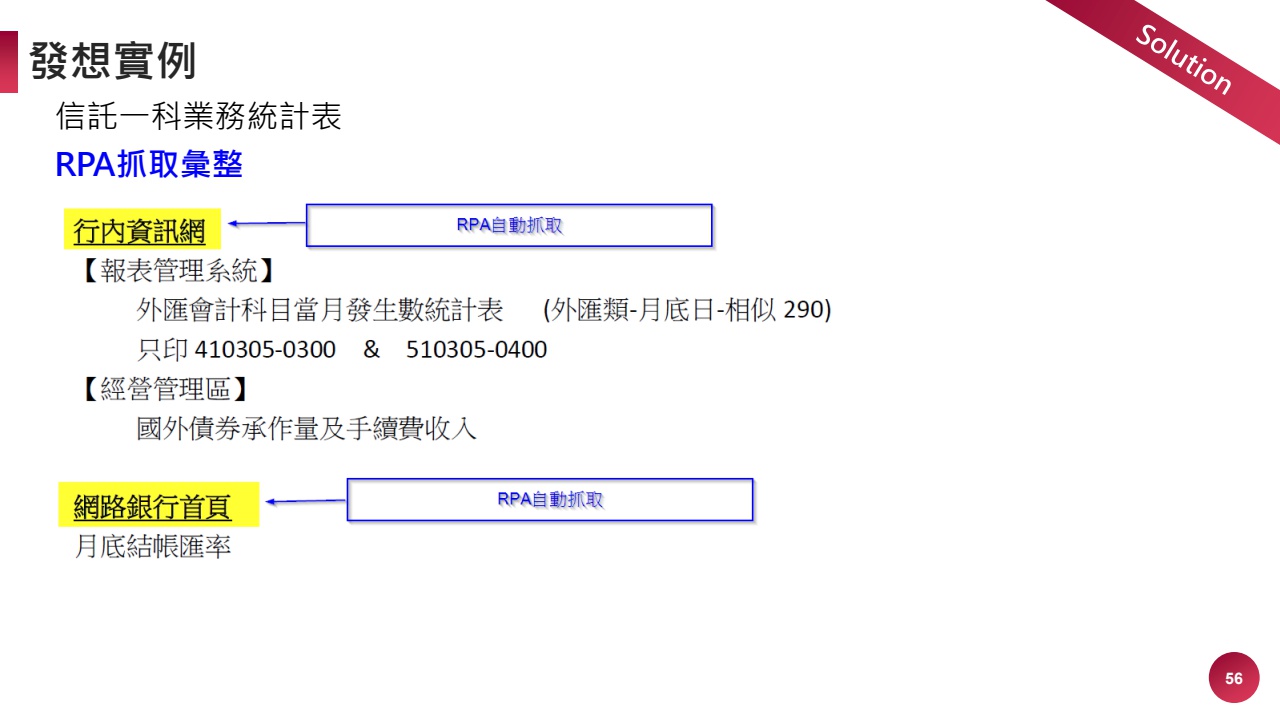 發想實例
Solution
信託一科業務統計表
RPA抓取彙整
行內資訊網
RPA自動抓取
【報表管理系統】
外匯會計科目當月發生數統計表 (外匯類-月底日-相似 290)
只印 410305-0300 & 510305-0400
【經營管理區】
國外債券承作量及手續費收入
網路銀行首頁
RPA自動抓取
月底結帳匯率
56